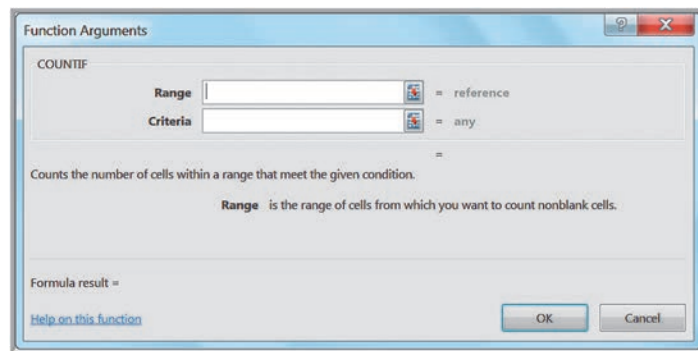 Function Arguments
COUNTIF
Range = reference
Criteria = any
=
Counts the number of cells within a range that meet the given condition.
Range is the range of cells from which you want to count nonblank cells.
Formula result =
Help on this function OK Cancel